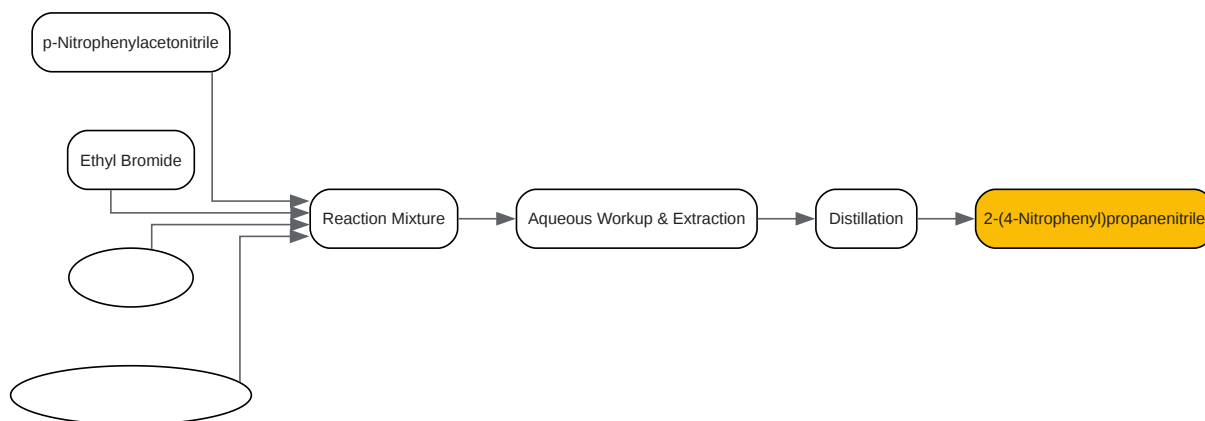 p-Nitrophenylacetonitrile
Ethyl Bromide
Reaction Mixture
Aqueous Workup & Extraction
Distillation
2-(4-Nitrophenyl)propanenitrile